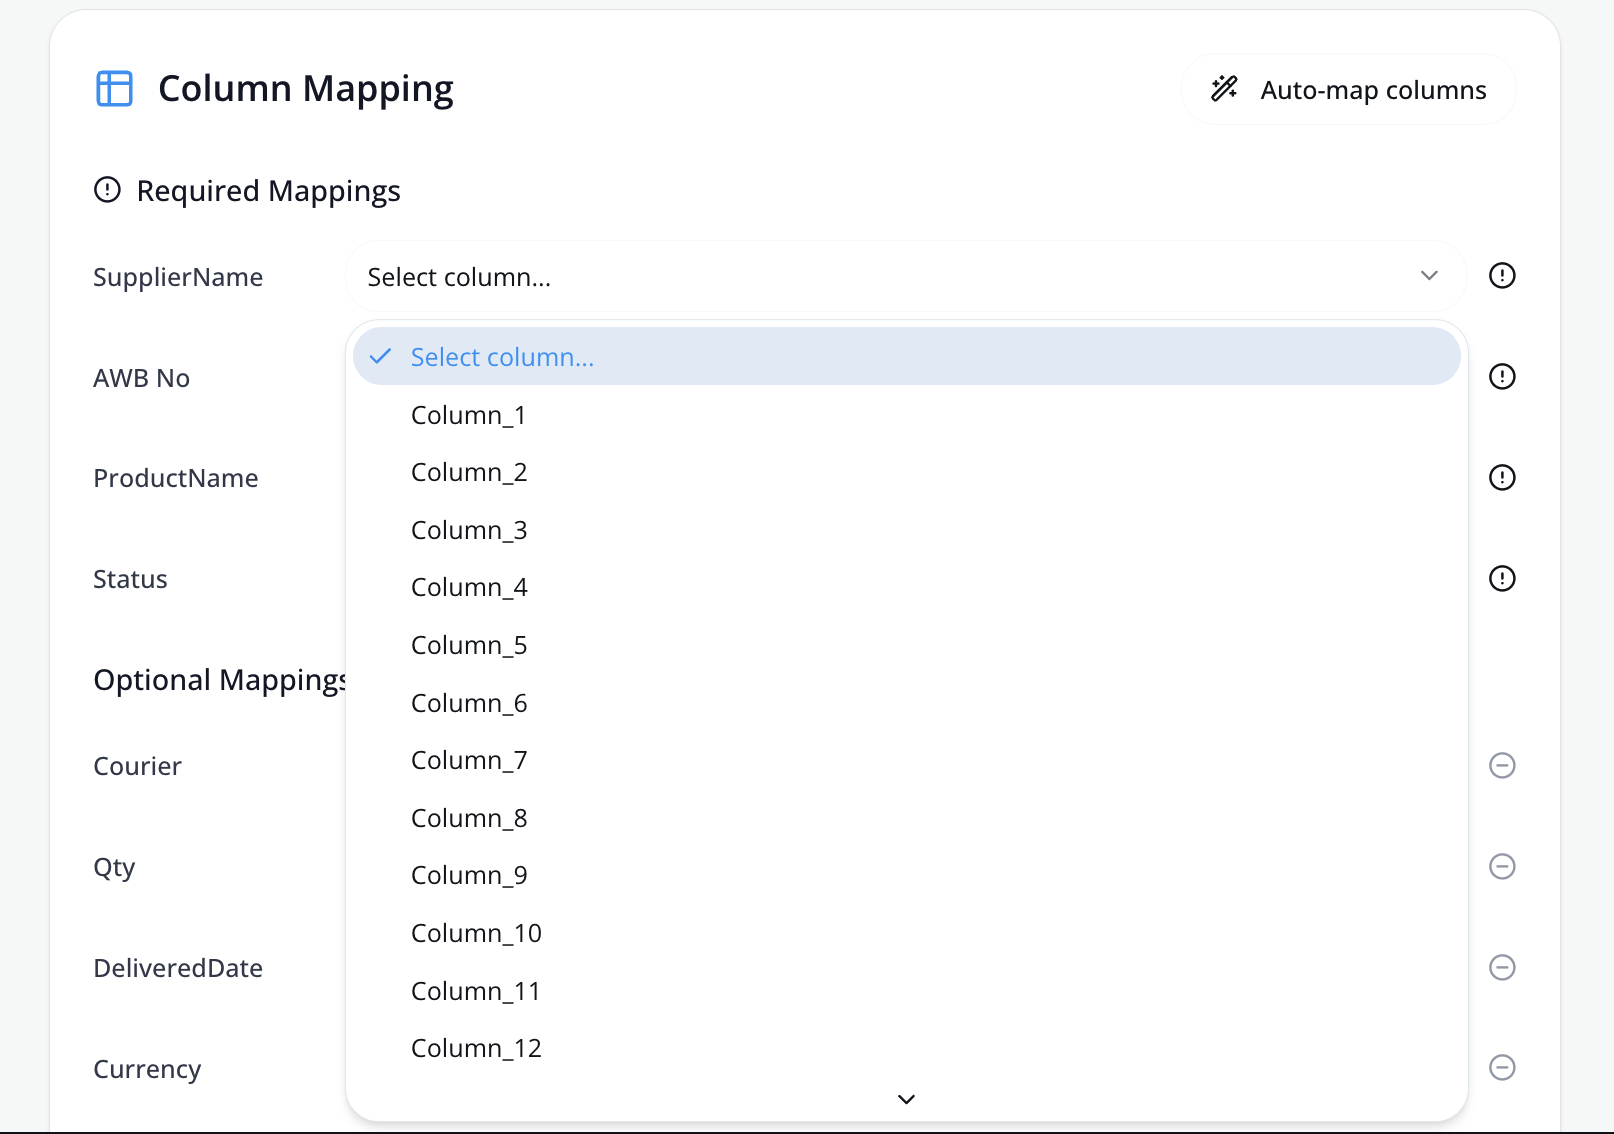 Column Mapping
Auto-map columns
Required Mappings
SupplierName
Select column...
Select column...
AWB No
Column_1
Column_2
ProductName
Column_3
Status
Column_4
Column_5
Optional Mappings
Column_6
Courier
Column_7
Column_8
Qty
Column_9
Column_10
DeliveredDate
Column_11
Column_12
Currency